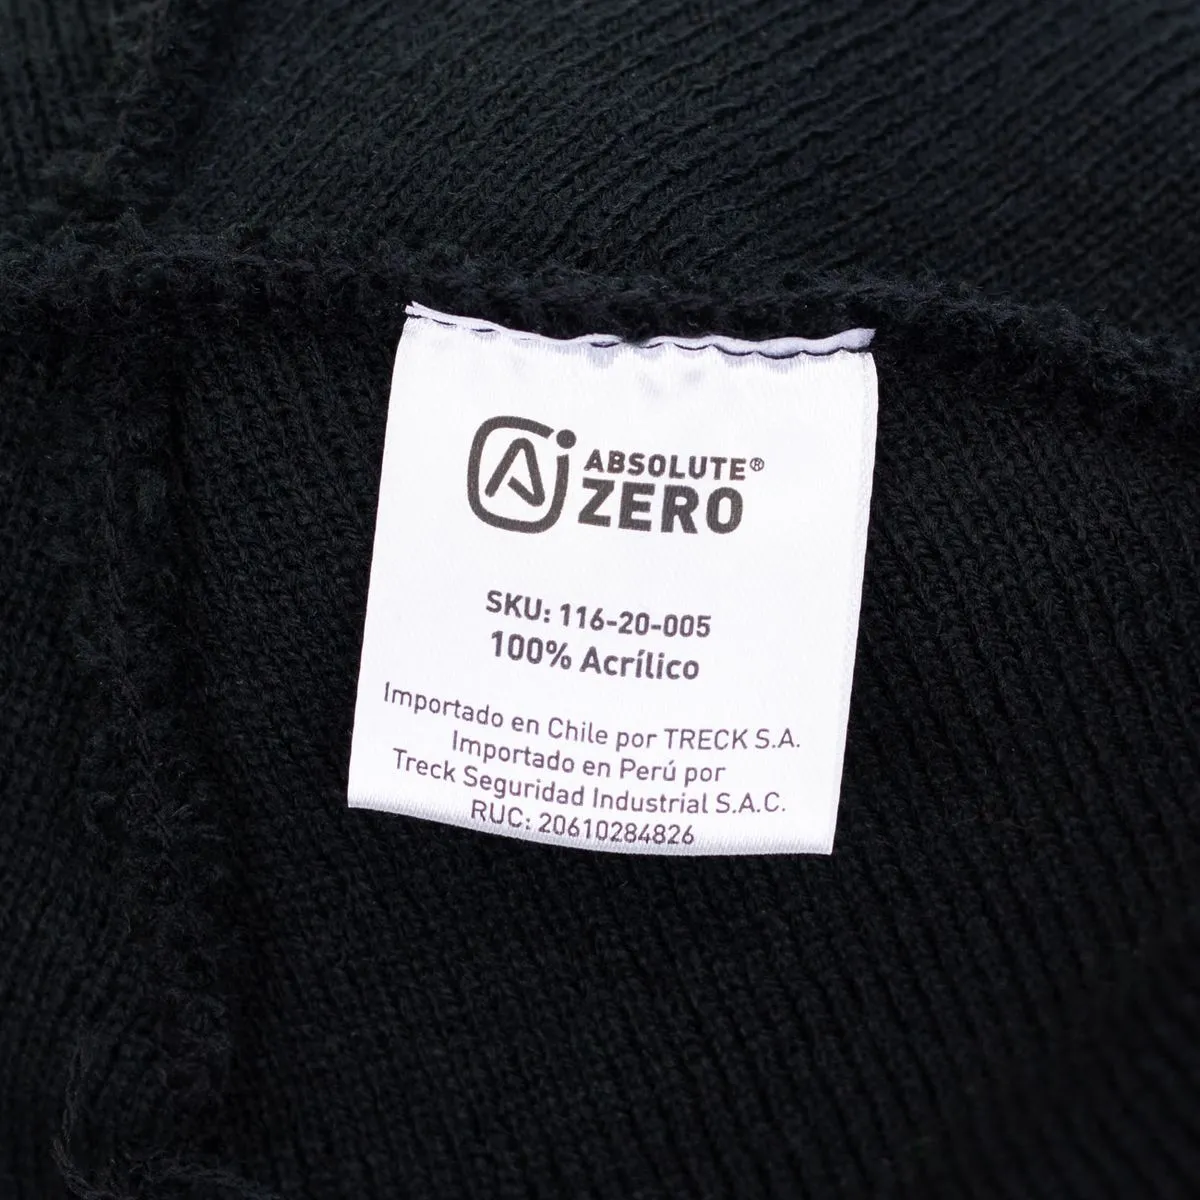 ABSOLUTE®
ZERO
SKU: 116-20-005
100% Acrílico
Importado en Chile por TRECK S.A.
Importado en Perú por
Treck Seguridad Industrial S.A.C.
RUC: 20610284826